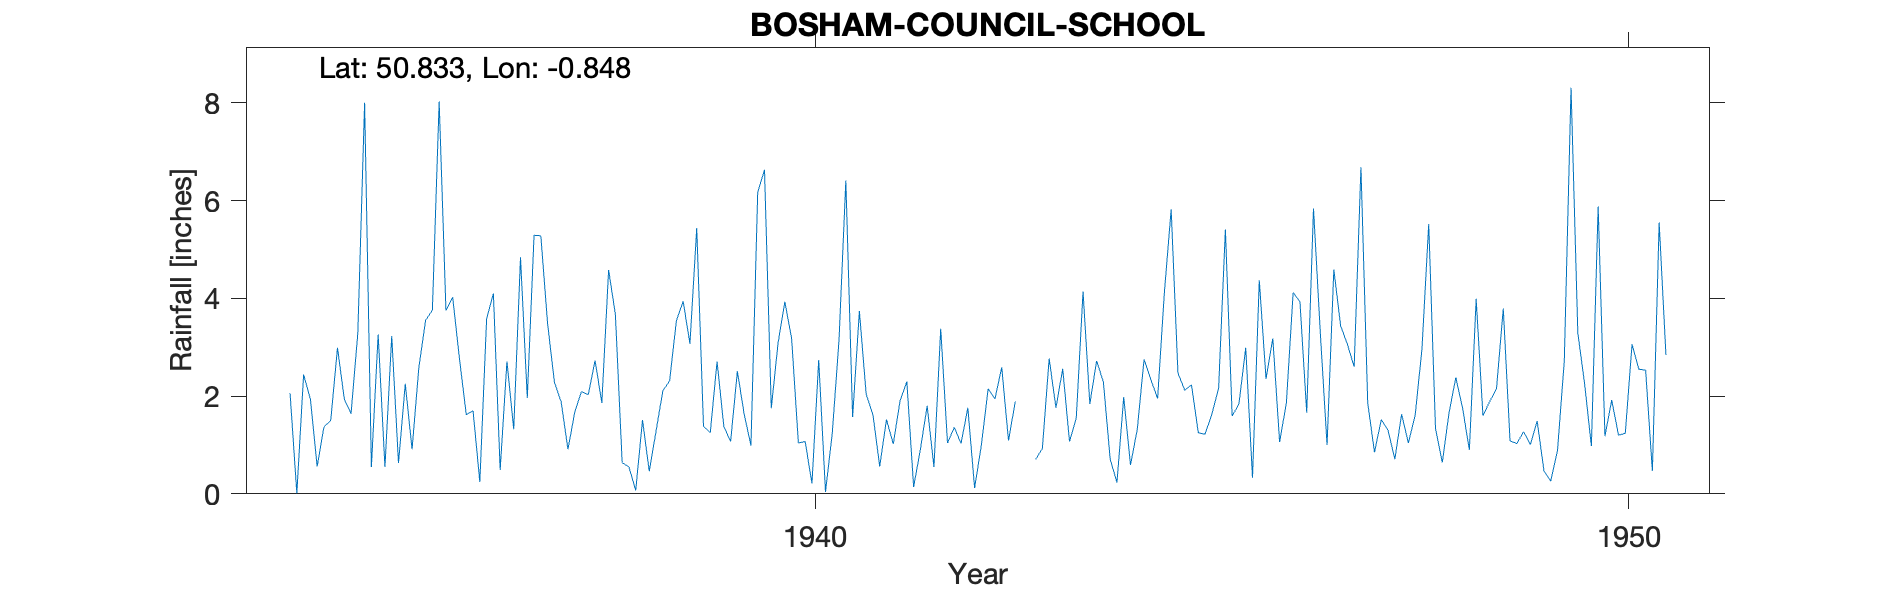 BOSHAM-COUNCIL-SCHOOL
Lat: 50.833, Lon: -0.848
8
6
4
2
0
Rainfall [inches]
1940
1950
Year